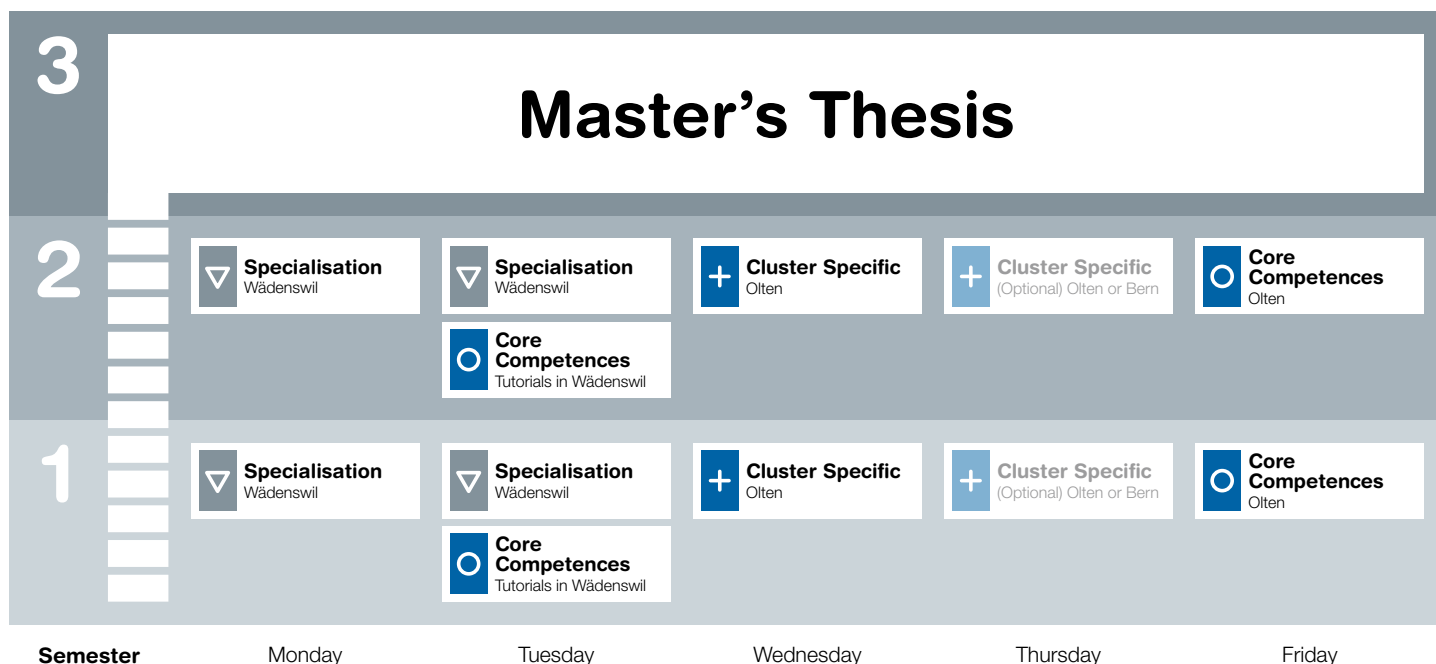 3
Master's Thesis
2
Specialisation
Wädenswil
Specialisation
Wädenswil
Core
Competences
Tutorials in Wädenswil
Cluster Specific
Olten
Cluster Specific
(Optional) Olten or Bern
Core
Competences
Olten
1
Specialisation
Wädenswil
Specialisation
Wädenswil
Core
Competences
Tutorials in Wädenswil
Cluster Specific
Olten
Cluster Specific
(Optional) Olten or Bern
Core
Competences
Olten
Semester
Monday
Tuesday
Wednesday
Thursday
Friday